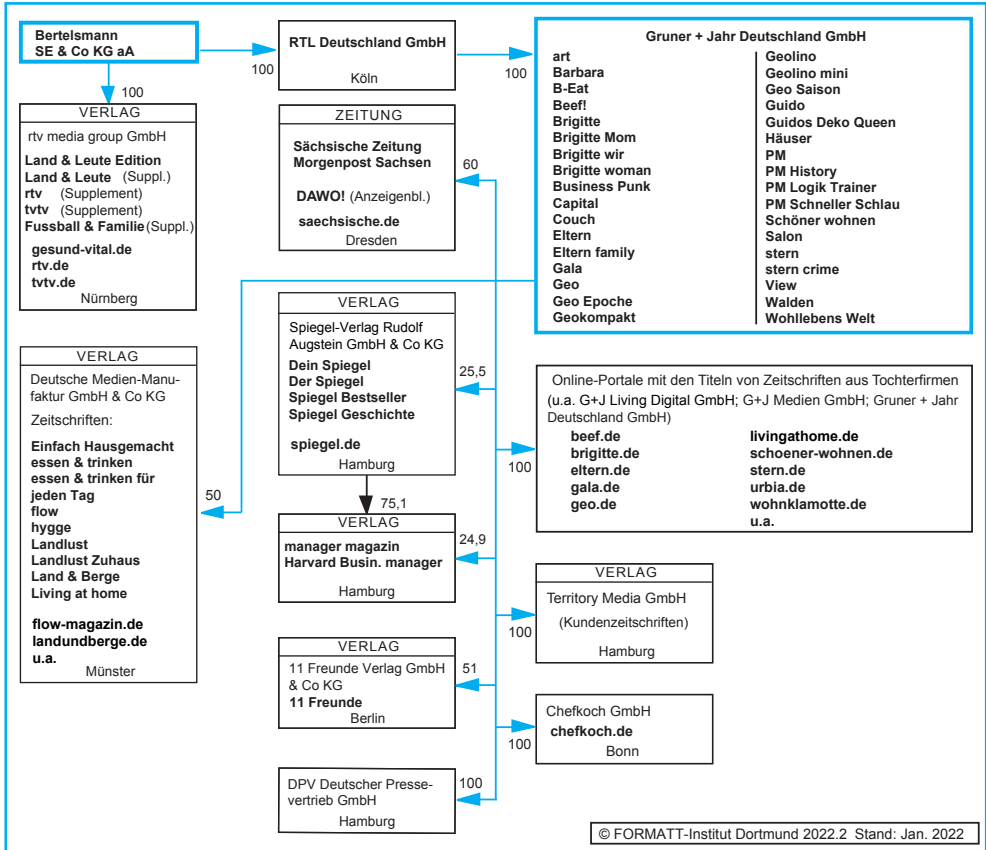 Bertelsmann
SE & Co KG aA
100
RTL Deutschland GmbH
Köln
100
Gruner + Jahr Deutschland GmbH
art
Barbara
B-Eat
Beef!
Brigitte
Brigitte Mom
Brigitte wir
Brigitte woman
Business Punk
Capital
Couch
Eltern
Eltern family
Gala
Geo
Geo Epoche
Geokompakt
Geolino
Geolino mini
Geo Saison
Guido
Guidos Deko Queen
Häuser
PM
PM History
PM Logik Trainer
PM Schneller Schlau
Schöner wohnen
Salon
stern
stern crime
View
Walden
Wohllebens Welt
100
VERLAG
rtv media group GmbH
Land & Leute Edition
Land & Leute (Suppl.)
rtv (Supplement)
tvtv (Supplement)
Fussball & Familie (Suppl.)
gesund-vital.de
rtv.de
tvtv.de
Nürnberg
ZEITUNG
Sächsische Zeitung
Morgenpost Sachsen
DAWO! (Anzeigenbl.)
saechsische.de
Dresden
60
VERLAG
Deutsche Medien-Manu-
faktur GmbH & Co KG
Zeitschriften:
Einfach Hausgemacht
essen & trinken
essen & trinken für
jeden Tag
flow
hygge
Landlust
Landlust Zuhaus
Land & Berge
Living at home
flow-magazin.de
landundberge.de
u.a.
Münster
50
VERLAG
Spiegel-Verlag Rudolf
Augstein GmbH & Co KG
Dein Spiegel
Der Spiegel
Spiegel Bestseller
Spiegel Geschichte
spiegel.de
Hamburg
25,5
75,1
VERLAG
manager magazin
Harvard Busin. manager
Hamburg
24,9
VERLAG
11 Freunde Verlag GmbH
& Co KG
11 Freunde
Berlin
51
DPV Deutscher Presse-
vertrieb GmbH
Hamburg
100
Online-Portale mit den Titeln von Zeitschriften aus Tochterfirmen
(u.a. G+J Living Digital GmbH; G+J Medien GmbH; Gruner + Jahr
Deutschland GmbH)
beef.de
brigitte.de
eltern.de
gala.de
geo.de
livingathome.de
schoener-wohnen.de
stern.de
urbia.de
wohnklamotte.de
u.a.
100
VERLAG
Territory Media GmbH
(Kundenzeitschriften)
Hamburg
100
Chefkoch GmbH
chefkoch.de
Bonn
100
© FORMATT-Institut Dortmund 2022.2 Stand: Jan. 2022